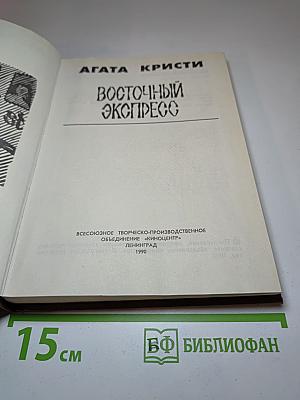 АГАТА КРИСТИ
ВОСТОЧНЫЙ
ЭКСПРЕСС
ВСЕСОЮЗНОЕ ТВОРЧЕСКО-ПРОИЗВОДСТВЕННОЕ
ОБЪЕДИНЕНИЕ «КИНОЦЕНТР»
ЛЕНИНГРАД
1990
15 см
БФ БИБЛИОФАН